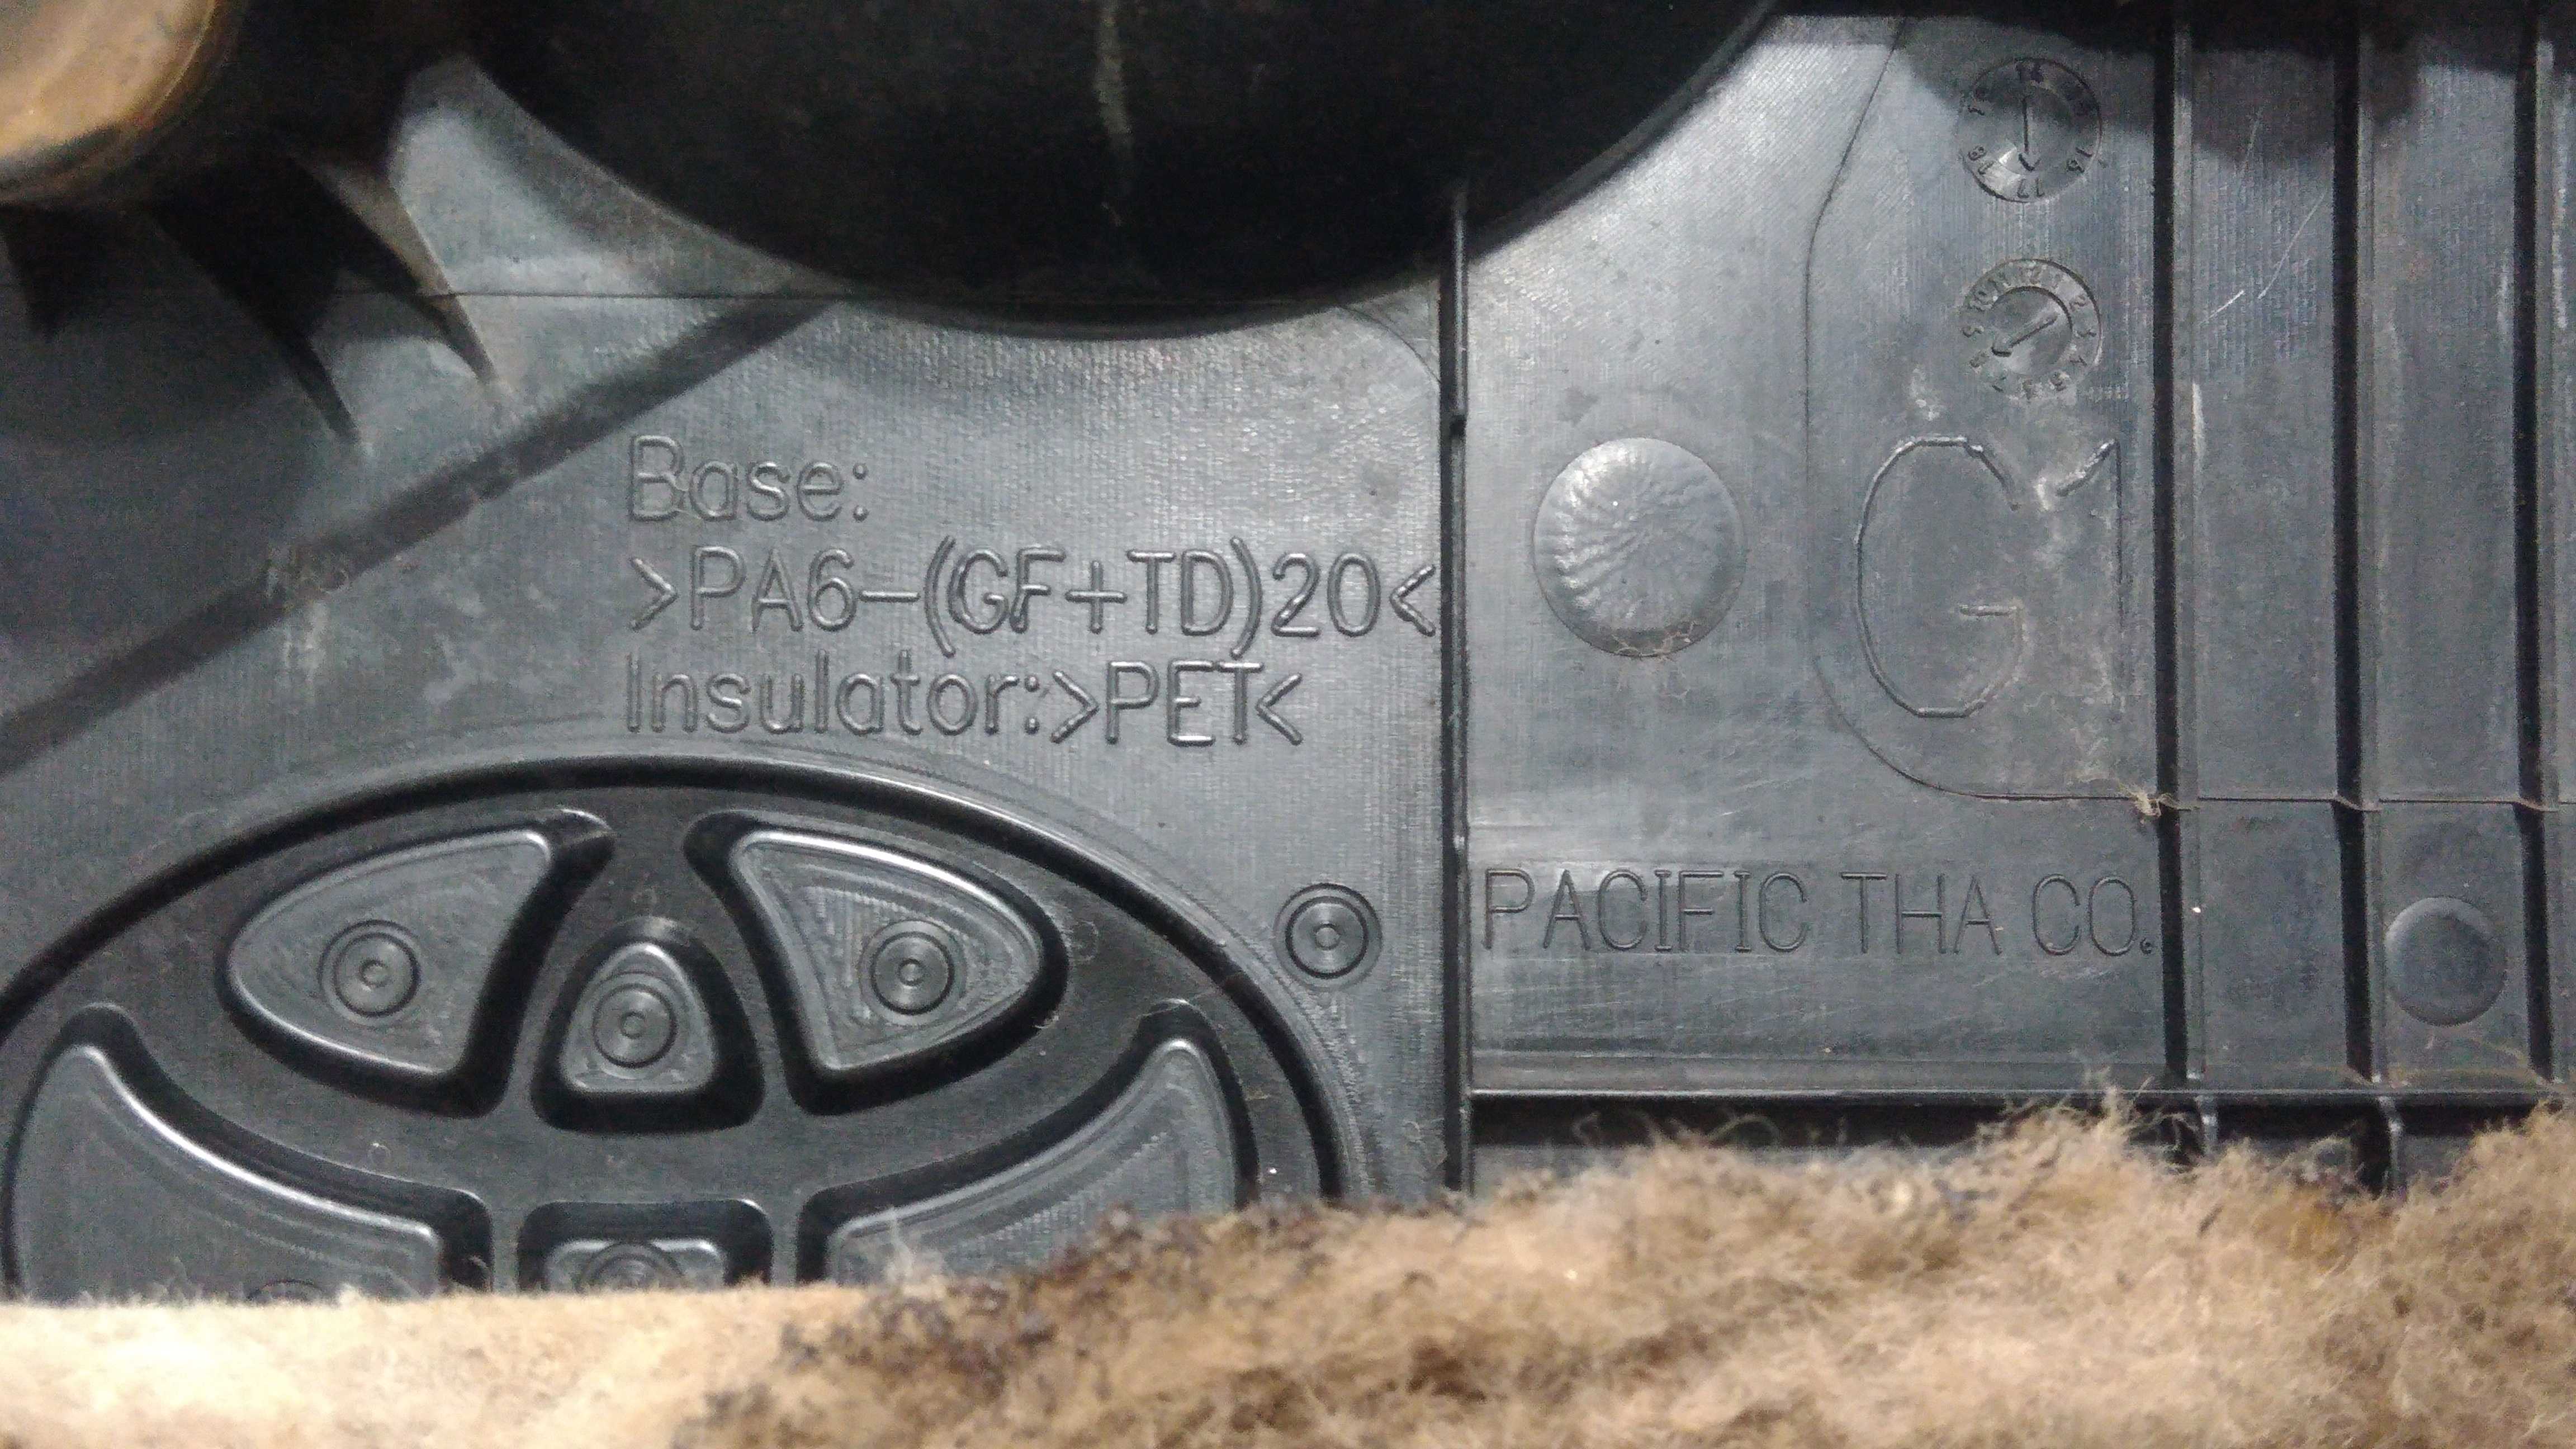 Base:
>PA6-(GF+TD)20<
Insulator:>PET<
G1
PACIFIC THA CO.